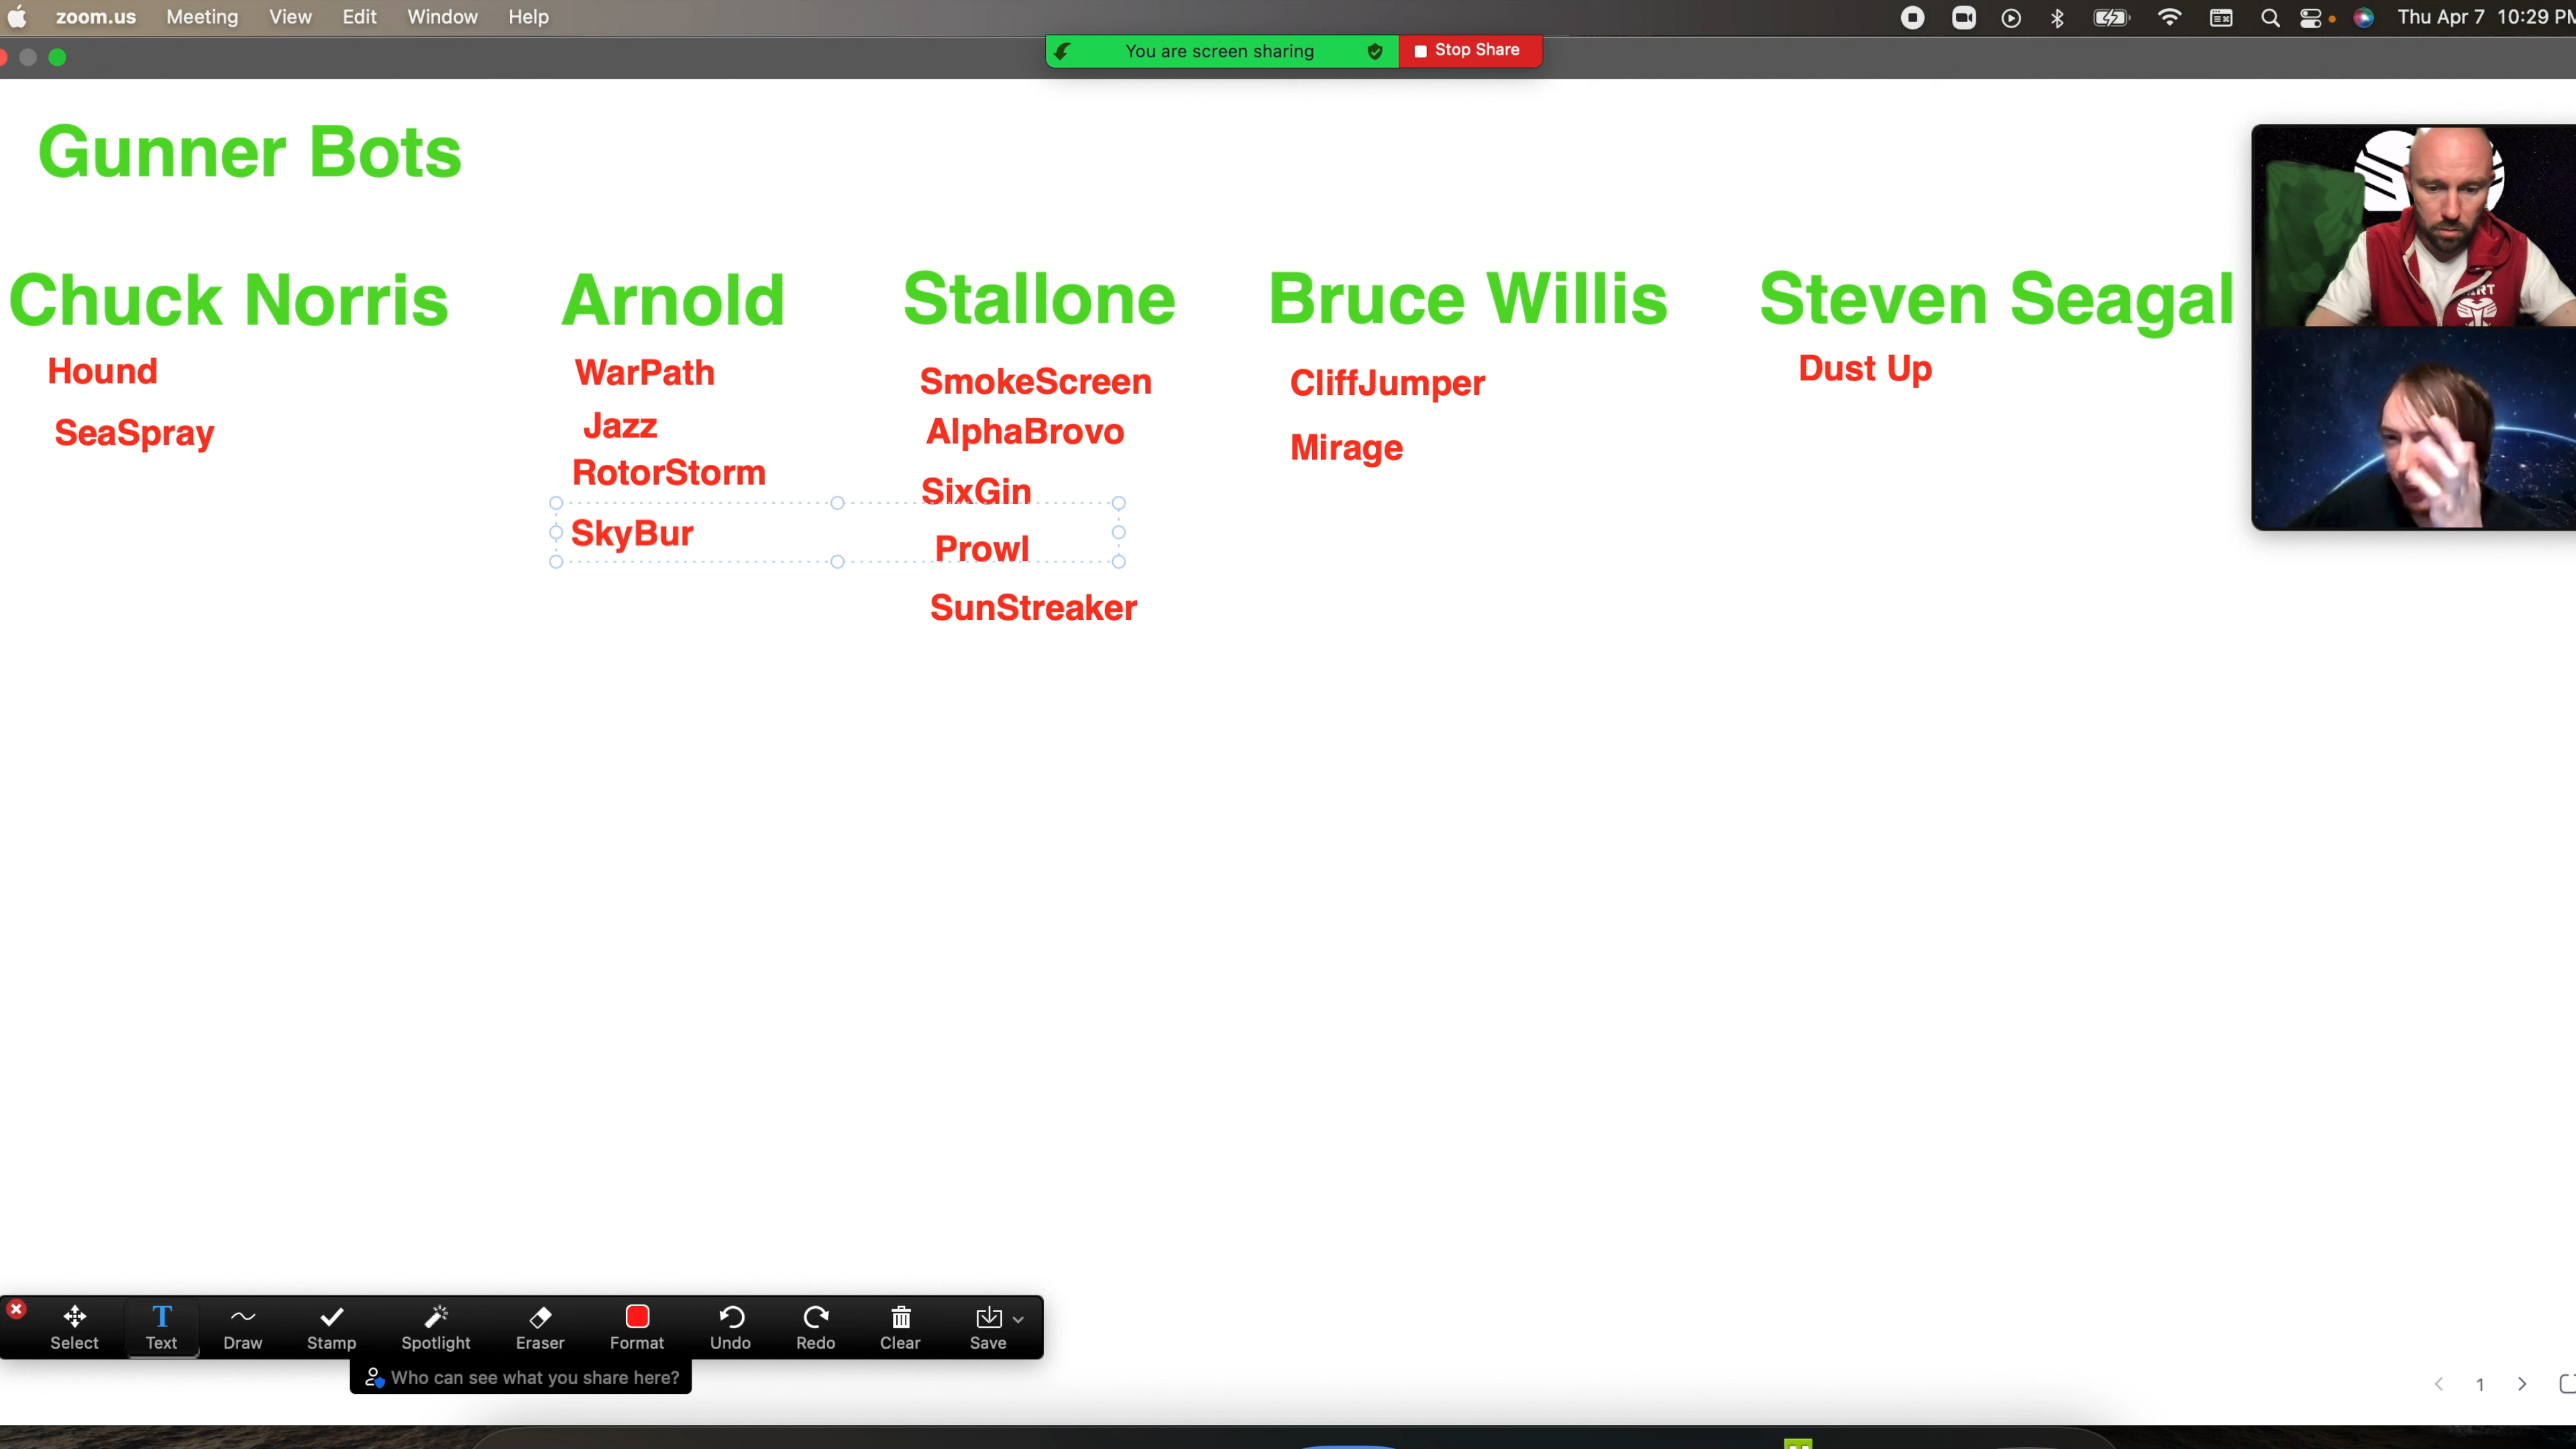 zoom.us Meeting View Edit Window Help
Thu Apr 7 10:29 PM
You are screen sharing
Stop Share
Gunner Bots
Chuck Norris Arnold Stallone Bruce Willis Steven Seagal
Hound
SeaSpray
WarPath
Jazz
RotorStorm
SkyBur
SmokeScreen
AlphaBrovo
SixGin
Prowl
SunStreaker
CliffJumper
Mirage
Dust Up
Select Text Draw Stamp Spotlight Eraser Format Undo Redo Clear Save
Who can see what you share here?
1